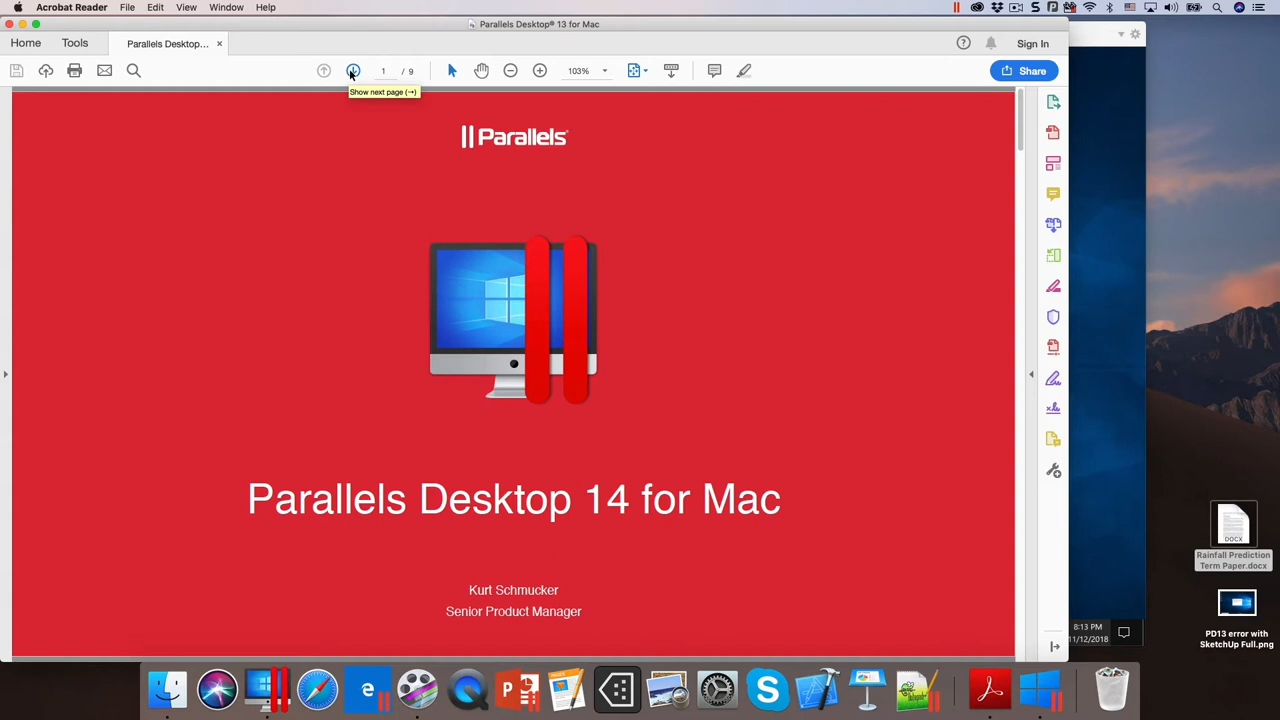 Acrobat Reader File Edit View Window Help
Parallels Desktop® 13 for Mac
Home Tools Parallels Desktop... × Sign In
1 / 9 103% Share
Show next page (→)
Parallels®
Parallels Desktop 14 for Mac
Kurt Schmucker
Senior Product Manager
DOCX
Rainfall Prediction
Term Paper.docx
8:13 PM
11/12/2018
PD13 error with
SketchUp Full.png